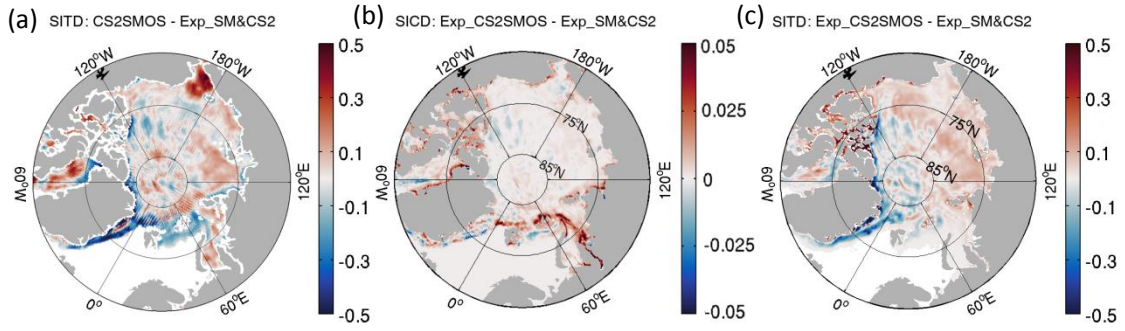 (a) SITD: CS2SMOS - Exp_SM&CS2
120°W
180°W
60°W
120°E
0°
60°E
0.5
0.3
0.1
-0.1
-0.3
-0.5
(b) SICD: Exp_CS2SMOS - Exp_SM&CS2
120°W
180°W
75°N
85°N
60°W
120°E
0°
60°E
0.05
0.025
0
-0.025
-0.05
(c) SITD: Exp_CS2SMOS - Exp_SM&CS2
120°W
180°W
75°N
85°N
60°W
120°E
0°
60°E
0.5
0.3
0.1
-0.1
-0.3
-0.5